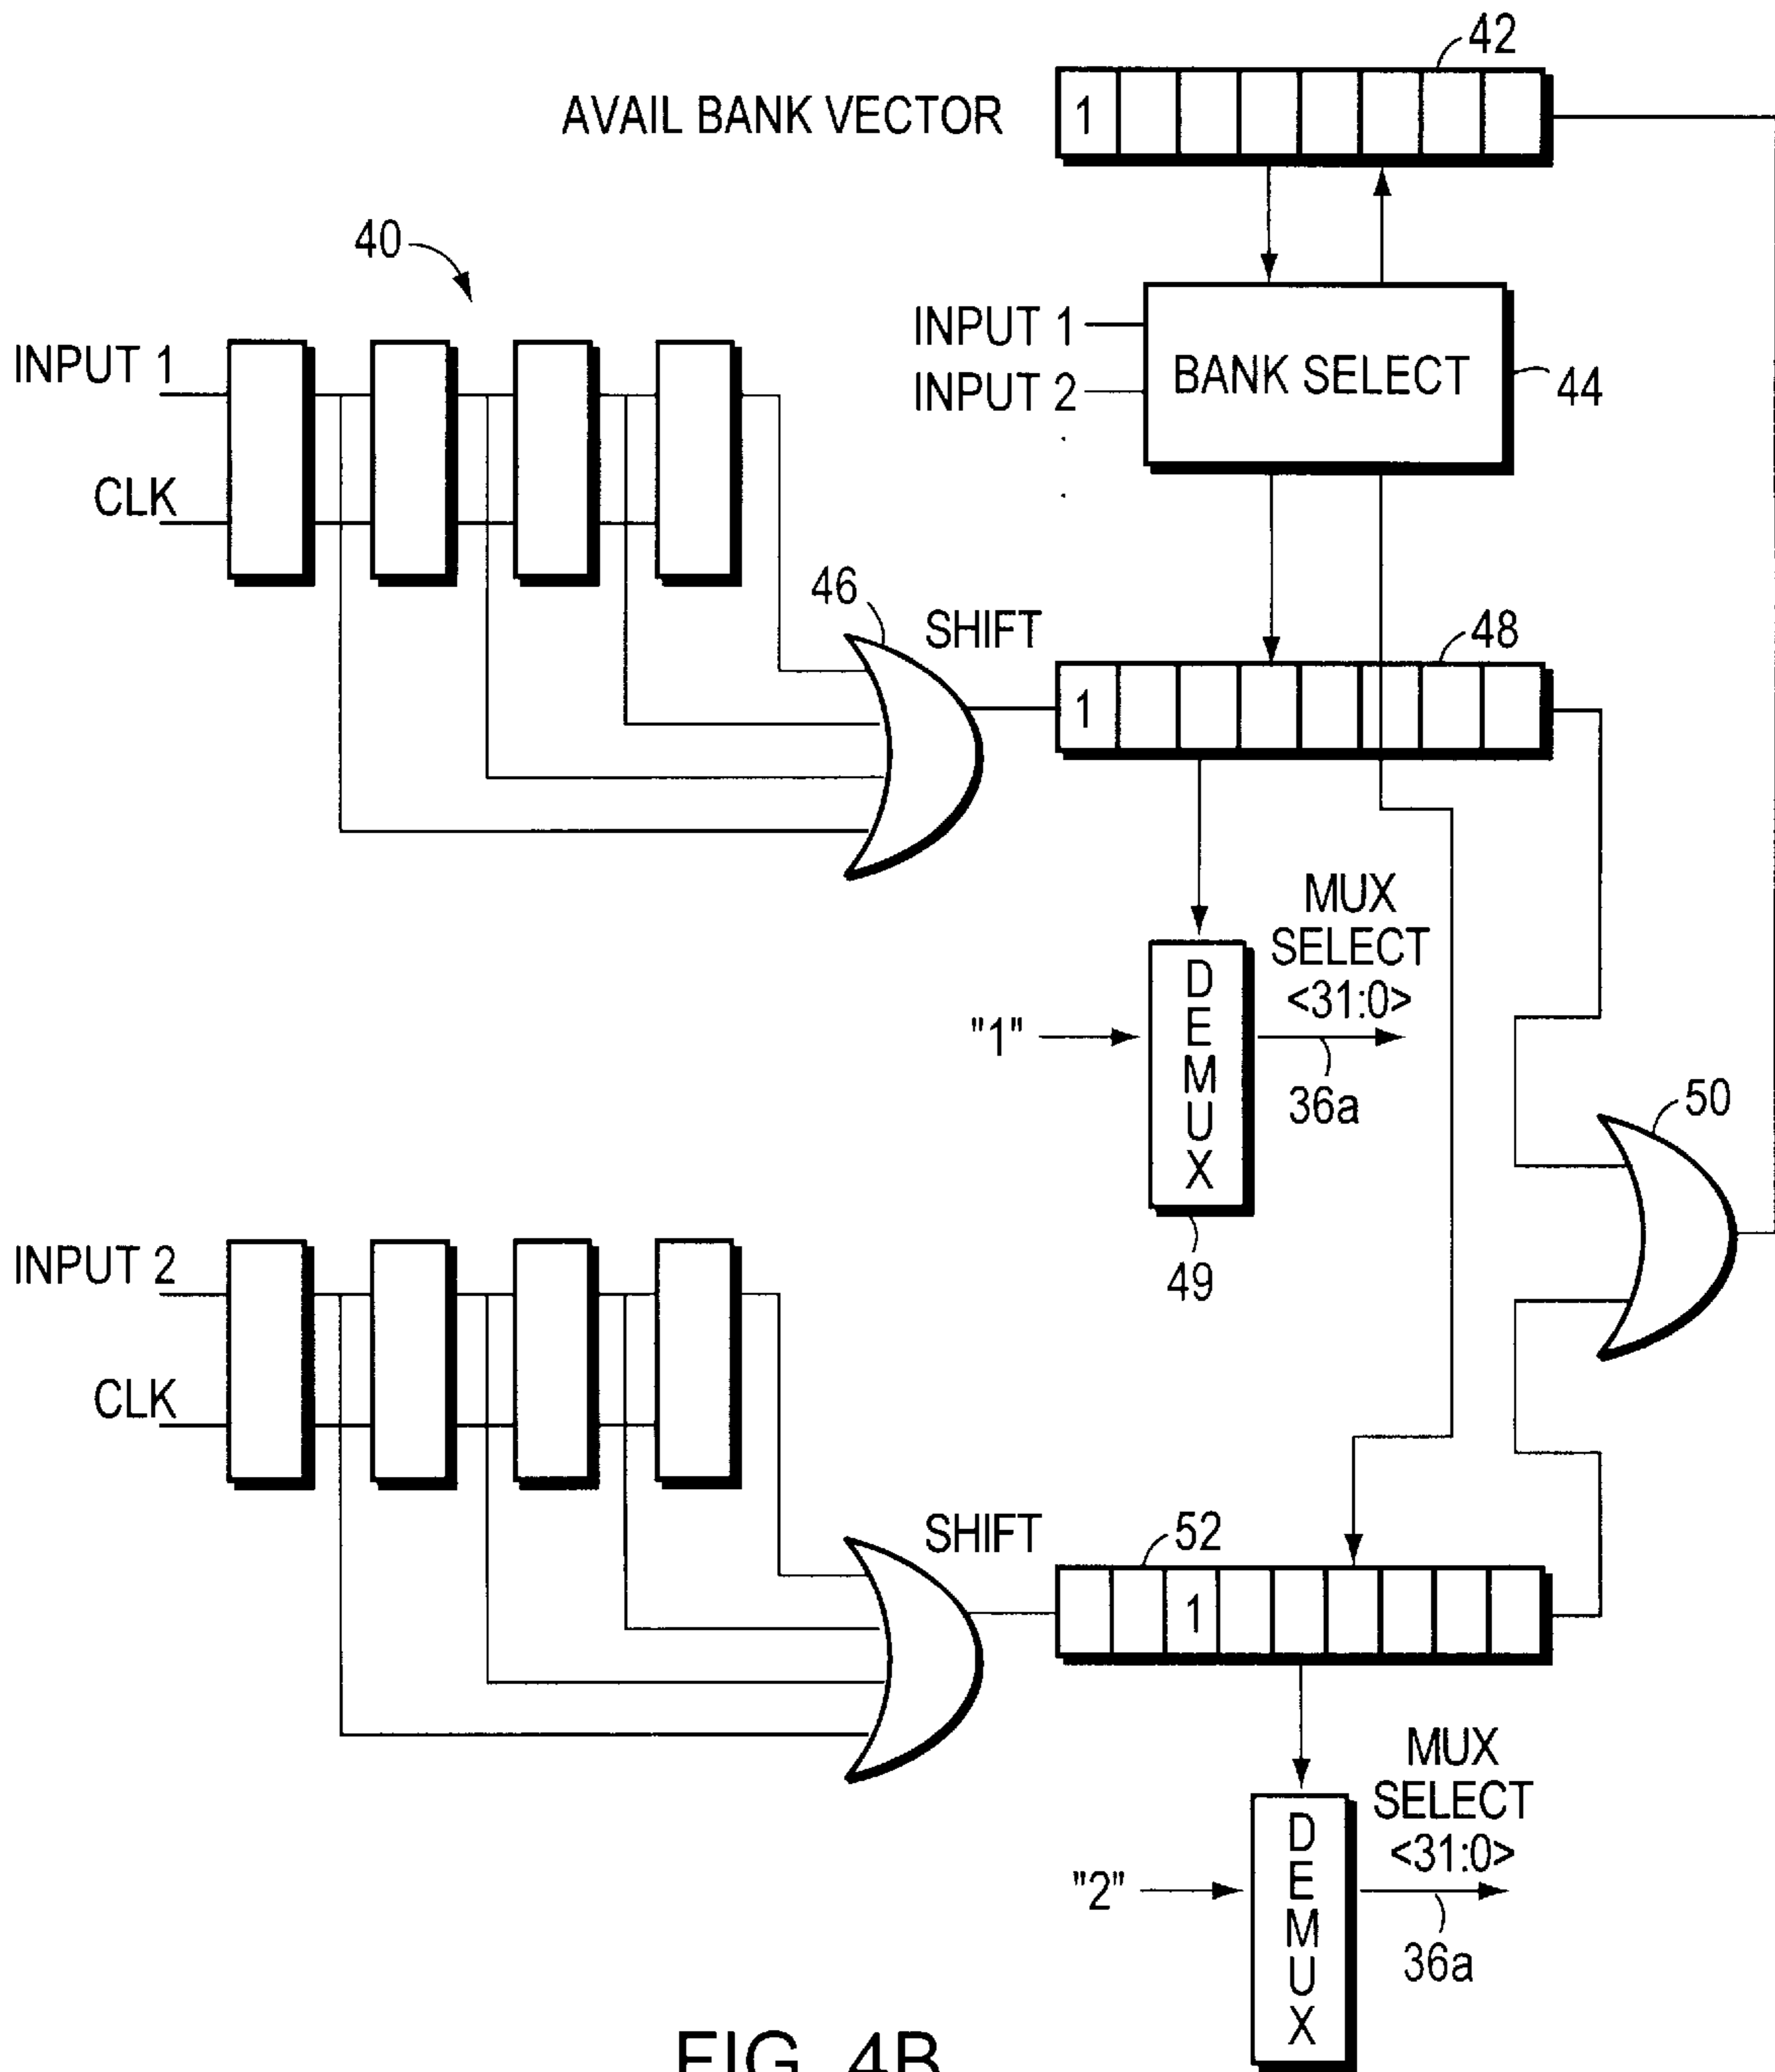 42
AVAIL BANK VECTOR
1
40
INPUT 1
INPUT 2
BANK SELECT
44
INPUT 1
CLK
46
SHIFT
48
1
MUX
SELECT
<31:0>
"1"
DEMUX
36a
49
50
INPUT 2
CLK
SHIFT
52
1
MUX
SELECT
<31:0>
"2"
DEMUX
36a
FIG. 4B